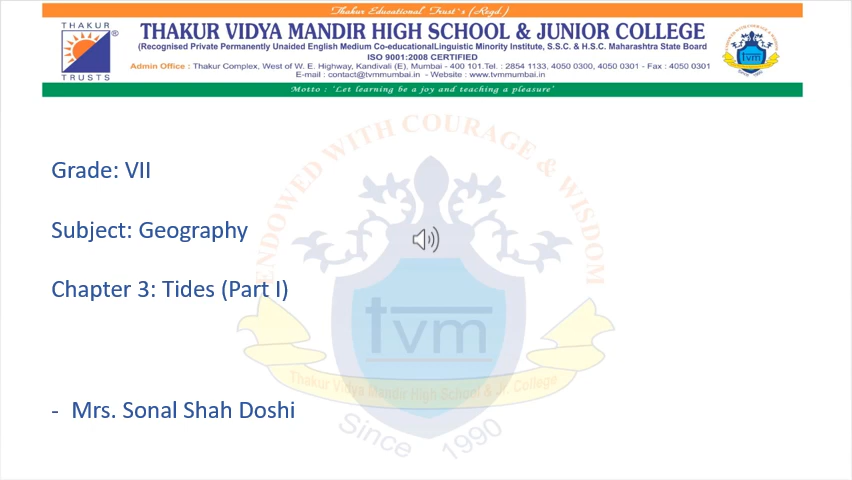 Thakur Educational Trust's (Regd.)
THAKUR
TRUSTS
®
THAKUR VIDYA MANDIR HIGH SCHOOL & JUNIOR COLLEGE
(Recognised Private Permanently Unaided English Medium Co-educationalLinguistic Minority Institute, S.S.C. & H.S.C. Maharashtra State Board
ISO 9001:2008 CERTIFIED
Admin Office : Thakur Complex, West of W. E. Highway, Kandivali (E), Mumbai - 400 101.Tel. : 2854 1133, 4050 0300, 4050 0301 - Fax : 4050 0301
E-mail : contact@tvmmumbai.in - Website : www.tvmmumbai.in
tvm
Motto : 'Let learning be a joy and teaching a pleasure'
ENDOWED WITH COURAGE & WISDOM
Grade: VII
Subject: Geography
Chapter 3: Tides (Part I)
tvm
Thakur Vidya Mandir High School & Jr. College
- Mrs. Sonal Shah Doshi
Since 1990